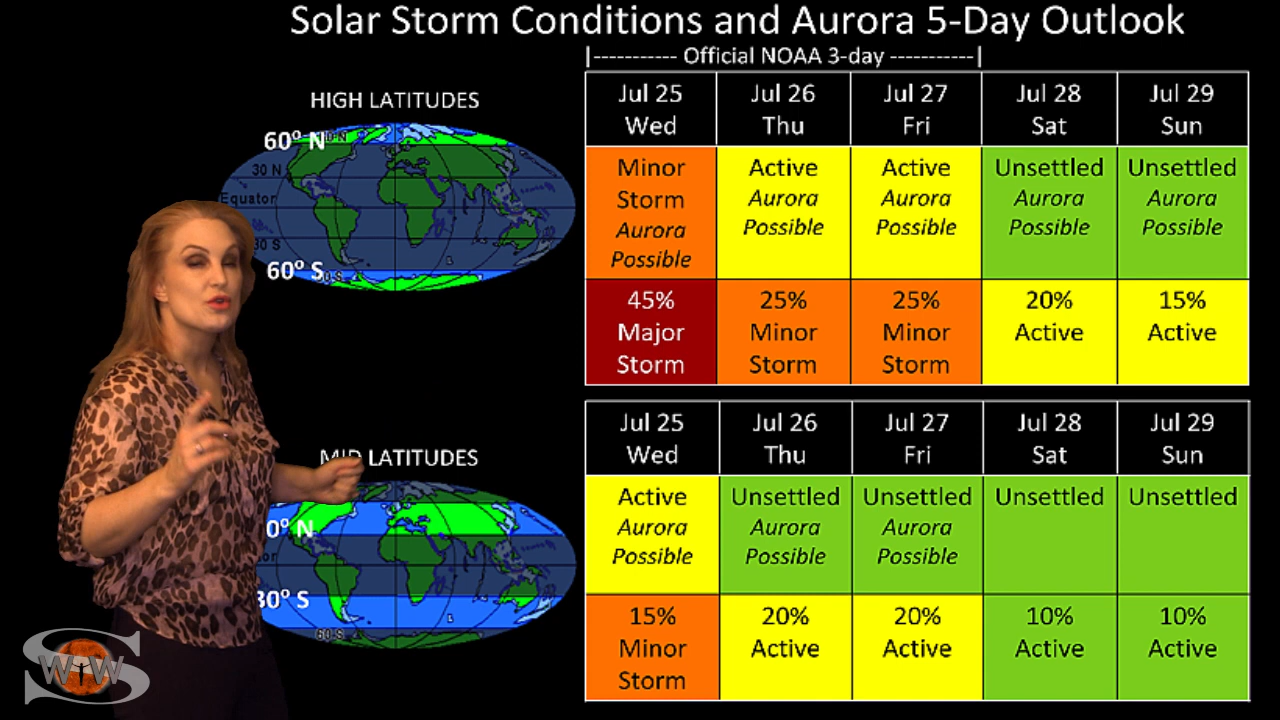 Solar Storm Conditions and Aurora 5-Day Outlook
|----------- Official NOAA 3-day -----------|
HIGH LATITUDES
60º N
30 N
Equator
30 S
60º S
Jul 25 Jul 26 Jul 27 Jul 28 Jul 29
Wed Thu Fri Sat Sun
Minor Active Active Unsettled Unsettled
Storm Aurora Aurora Aurora Aurora
Aurora Possible Possible Possible Possible
Possible
45% 25% 25% 20% 15%
Major Minor Minor Active Active
Storm Storm Storm
MID LATITUDES
0º N
30º S
60 S
Jul 25 Jul 26 Jul 27 Jul 28 Jul 29
Wed Thu Fri Sat Sun
Active Unsettled Unsettled Unsettled Unsettled
Aurora Aurora Aurora
Possible Possible Possible
15% 20% 20% 10% 10%
Minor Active Active Active Active
Storm
S
WTW